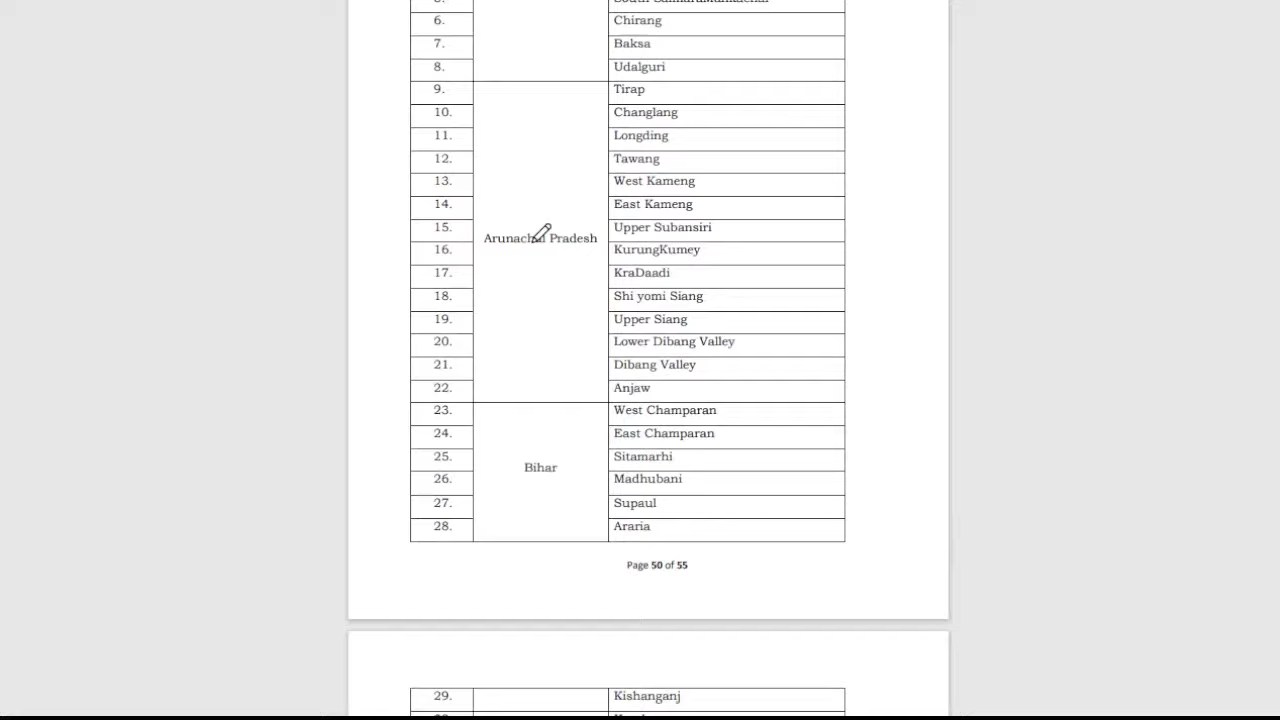 6. Chirang
7. Baksa
8. Udalguri
9. Tirap
10. Changlang
11. Longding
12. Tawang
13. West Kameng
14. East Kameng
15. Upper Subansiri
Arunachal Pradesh
16. KurungKumey
17. KraDaadi
18. Shi yomi Siang
19. Upper Siang
20. Lower Dibang Valley
21. Dibang Valley
22. Anjaw
23. West Champaran
24. East Champaran
25. Sitamarhi
Bihar
26. Madhubani
27. Supaul
28. Araria
Page 50 of 55
29. Kishanganj